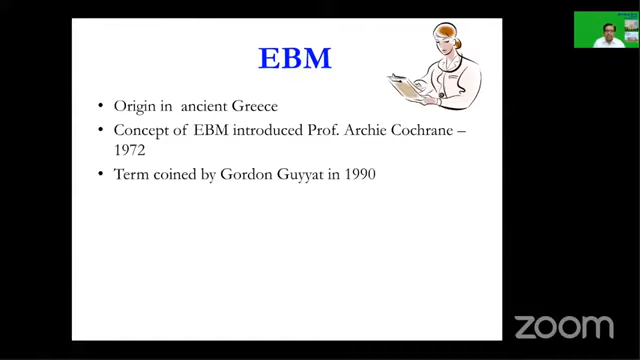 EBM
• Origin in ancient Greece
• Concept of EBM introduced Prof. Archie Cochrane –
1972
• Term coined by Gordon Guyyat in 1990
zoom